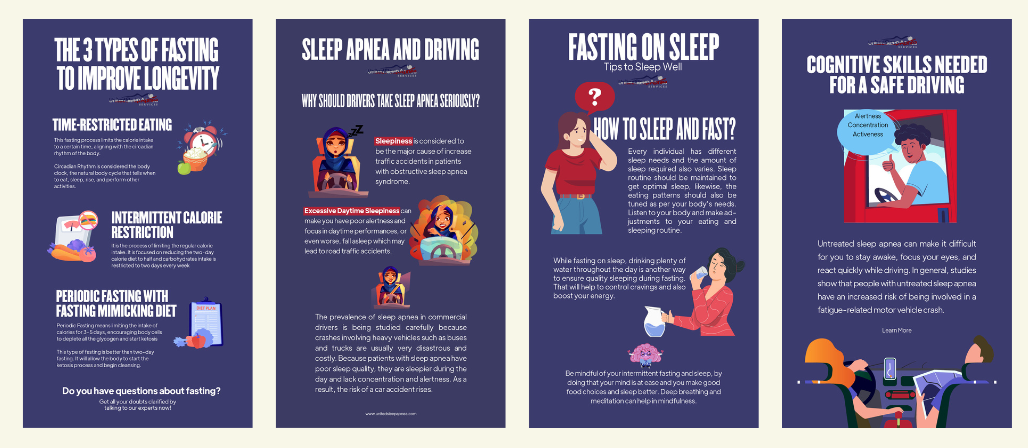 THE 3 TYPES OF FASTING
TO IMPROVE LONGEVITY
SERVICES
TIME-RESTRICTED EATING
This fasting process limits the calorie intake
to a certain time, aligning with the circadian
rhythm of the body.
Circadian Rhythm is considered the body
clock, the natural body cycle that tells when
to eat, sleep, rise, and perform other
activities.
INTERMITTENT CALORIE
RESTRICTION
It is the process of limiting the regular calorie
intake. It is focused on reducing the two-day
calorie diet to half and carbohydrates intake is
restricted to two days every week
PERIODIC FASTING WITH
FASTING MIMICKING DIET
Periodic Fasting means limiting the intake of
calories for 3-5 days, encouraging body cells
to deplete all the glycogen and start ketosis
This type of fasting is better than two-day
fasting. It will allow the body to start the
ketosis process and begin cleansing.
Do you have questions about fasting?
Get all your doubts clarified by
talking to our experts now!
SLEEP APNEA AND DRIVING
SERVICES
WHY SHOULD DRIVERS TAKE SLEEP APNEA SERIOUSLY?
Sleepiness is considered to
be the major cause of increase
traffic accidents in patients
with obstructive sleep apnea
syndrome.
Excessive Daytime Sleepiness can
make you have poor alertness and
focus in daytime performances, or
even worse, fall asleep which may
lead to road traffic accidents.
The prevalence of sleep apnea in commercial
drivers is being studied carefully because
crashes involving heavy vehicles such as buses
and trucks are usually very disastrous and
costly. Because patients with sleep apnea have
poor sleep quality, they are sleepier during the
day and lack concentration and alertness. As a
result, the risk of a car accident rises.
FASTING ON SLEEP
Tips to Sleep Well
SERVICES
?
HOW TO SLEEP AND FAST?
Every individual has different
sleep needs and the amount of
sleep required also varies. Sleep
routine should be maintained to
get optimal sleep, likewise, the
eating patterns should also be
tuned as per your body's needs.
Listen to your body and make ad-
justments to your eating and
sleeping routine.
While fasting on sleep, drinking plenty of
water throughout the day is another way
to ensure quality sleeping during fasting.
That will help to control cravings and also
boost your energy.
Be mindful of your intermittent fasting and sleep, by
doing that your mind is at ease and you make good
food choices and sleep better. Deep breathing and
meditation can help in mindfulness.
SERVICES
COGNITIVE SKILLS NEEDED
FOR A SAFE DRIVING
Alertness
Concentration
Activeness
Untreated sleep apnea can make it difficult
for you to stay awake, focus your eyes, and
react quickly while driving. In general, studies
show that people with untreated sleep apnea
have an increased risk of being involved in a
fatigue-related motor vehicle crash.
Learn More